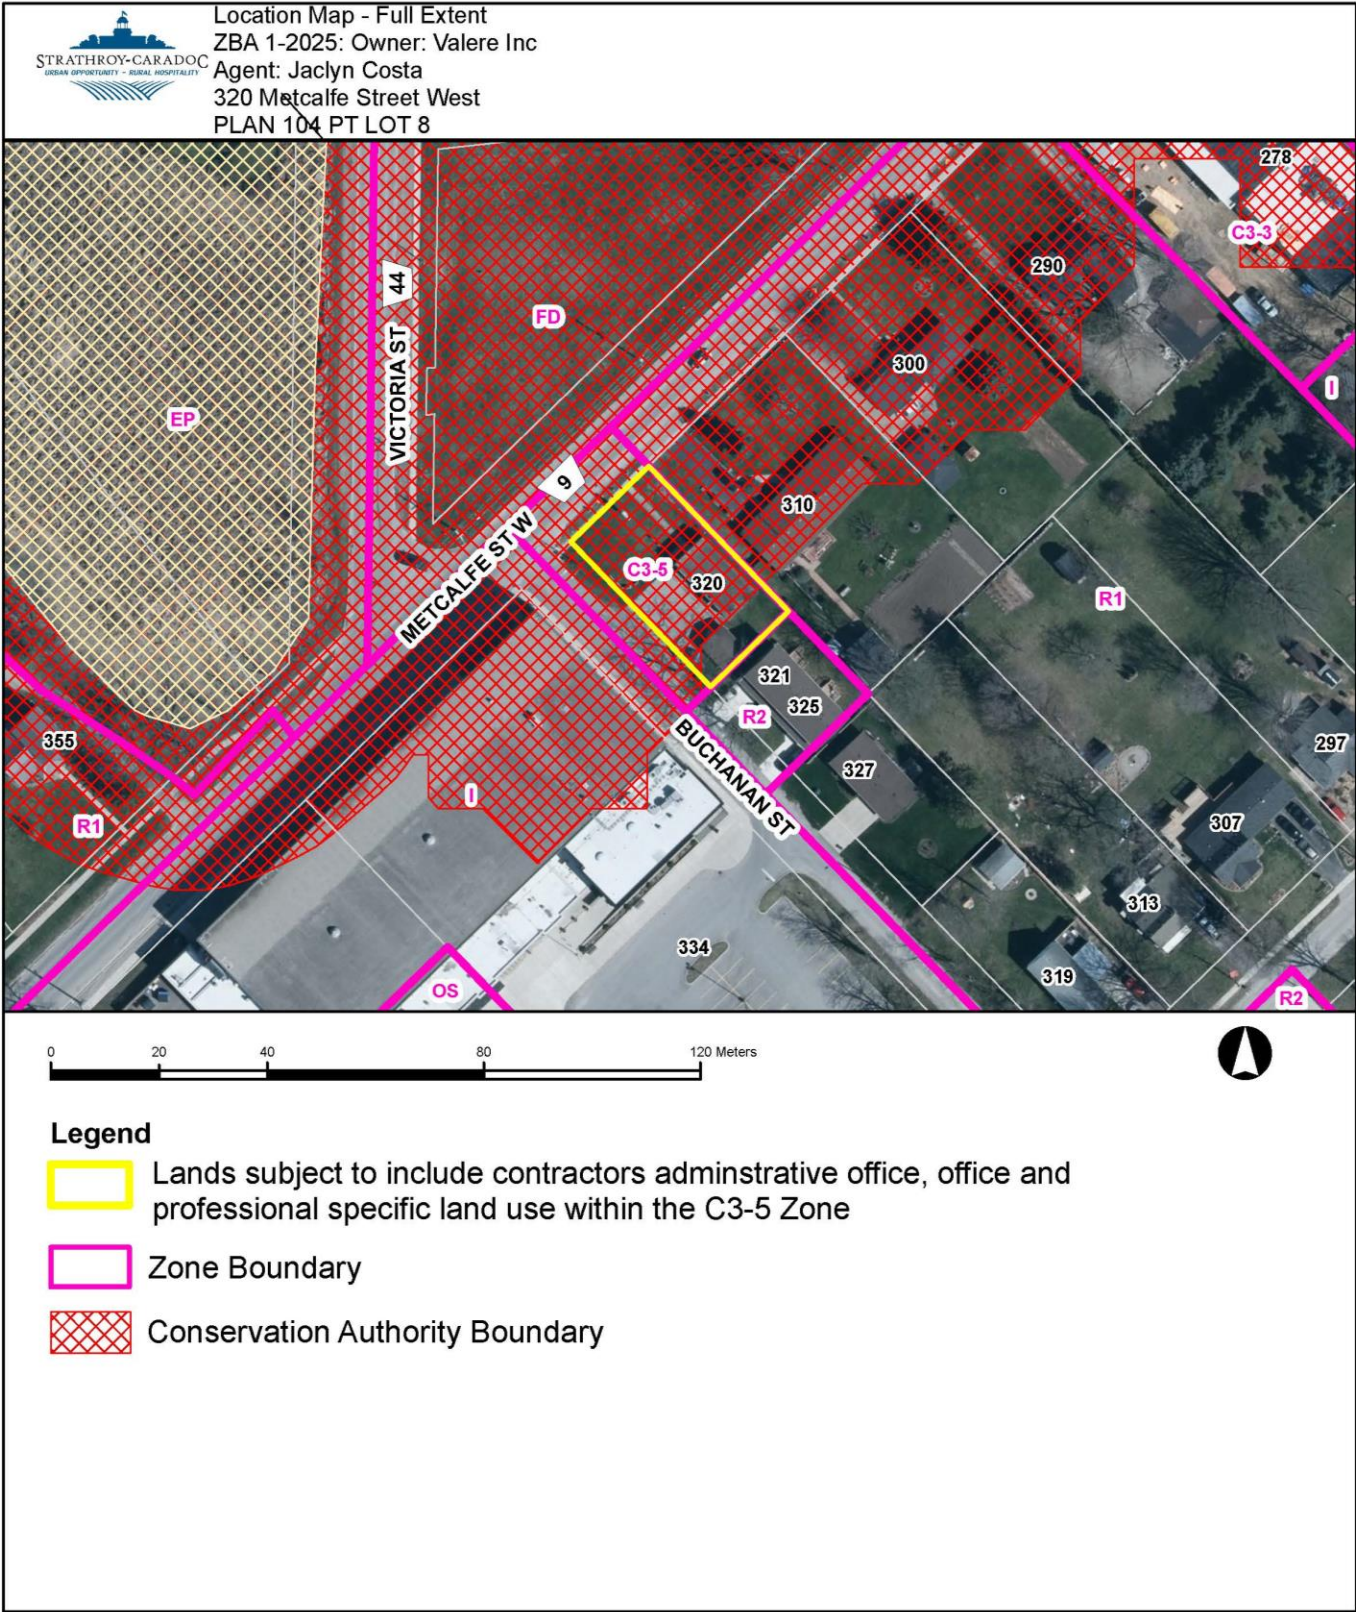 STRATHROY-CARADOC
URBAN OPPORTUNITY ~ RURAL HOSPITALITY
Location Map - Full Extent
ZBA 1-2025: Owner: Valere Inc
Agent: Jaclyn Costa
320 Metcalfe Street West
PLAN 104 PT LOT 8
278
C3-3
290
44
FD
VICTORIA ST
300
I
EP
9
310
METCALFE ST W
C3-5
320
R1
321
325
R2
355
BUCHANAN ST
297
327
I
R1
307
313
334
319
OS
R2
0 20 40 80 120 Meters
Legend
Lands subject to include contractors adminstrative office, office and
professional specific land use within the C3-5 Zone
Zone Boundary
Conservation Authority Boundary